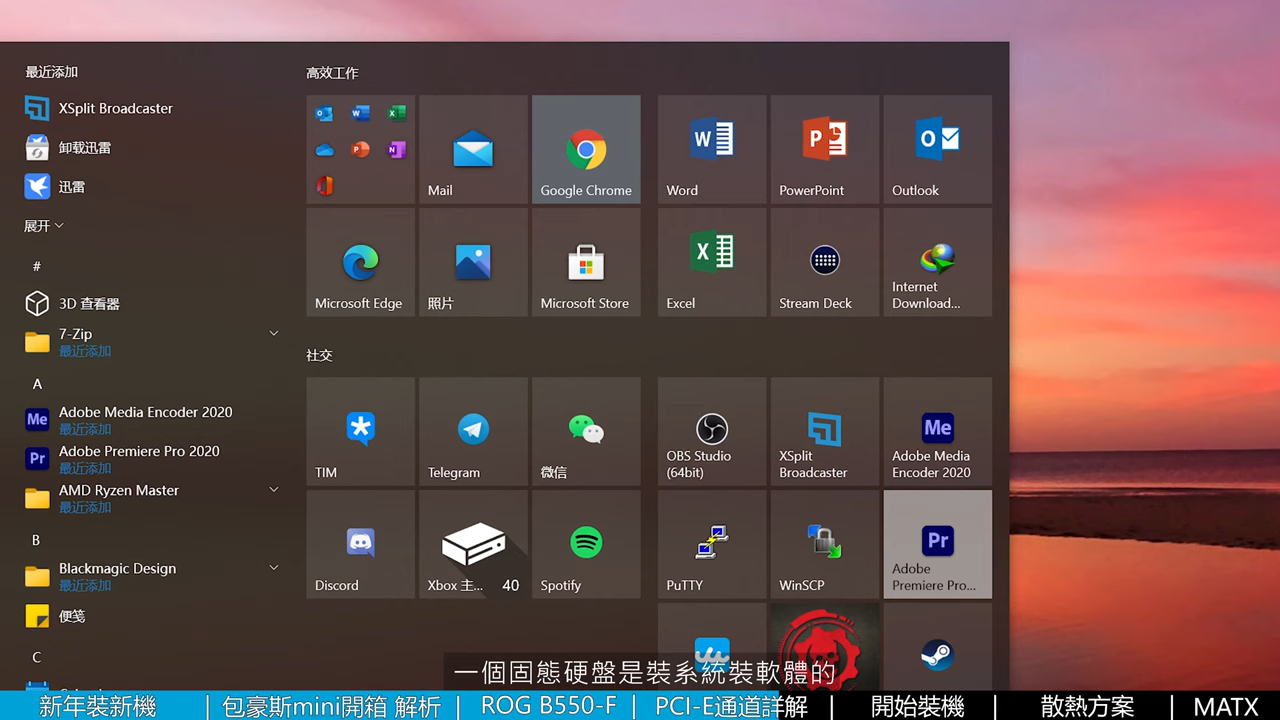 最近添加
XSplit Broadcaster
卸载迅雷
迅雷
展开
#
3D 查看器
7-Zip
最近添加
A
Me
Adobe Media Encoder 2020
最近添加
Pr
Adobe Premiere Pro 2020
最近添加
AMD Ryzen Master
最近添加
B
Blackmagic Design
最近添加
便笺
C
高效工作
Mail
Google Chrome
Word
PowerPoint
Outlook
Microsoft Edge
照片
Microsoft Store
Excel
Stream Deck
Internet
Download...
社交
TIM
Telegram
微信
OBS Studio
(64bit)
XSplit
Broadcaster
Me
Adobe Media
Encoder 2020
Discord
Xbox 主...
40
Spotify
PuTTY
WinSCP
Pr
Adobe
Premiere Pro...
一個固態硬盤是裝系統裝軟體的
新年裝新機 | 包豪斯mini開箱 解析 | ROG B550-F | PCI-E通道詳解 | 開始裝機 | 散熱方案 | MATX